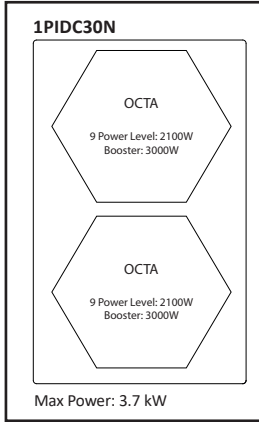 1PIDC30N
OCTA
9 Power Level: 2100W
Booster: 3000W
OCTA
9 Power Level: 2100W
Booster: 3000W
Max Power: 3.7 kW